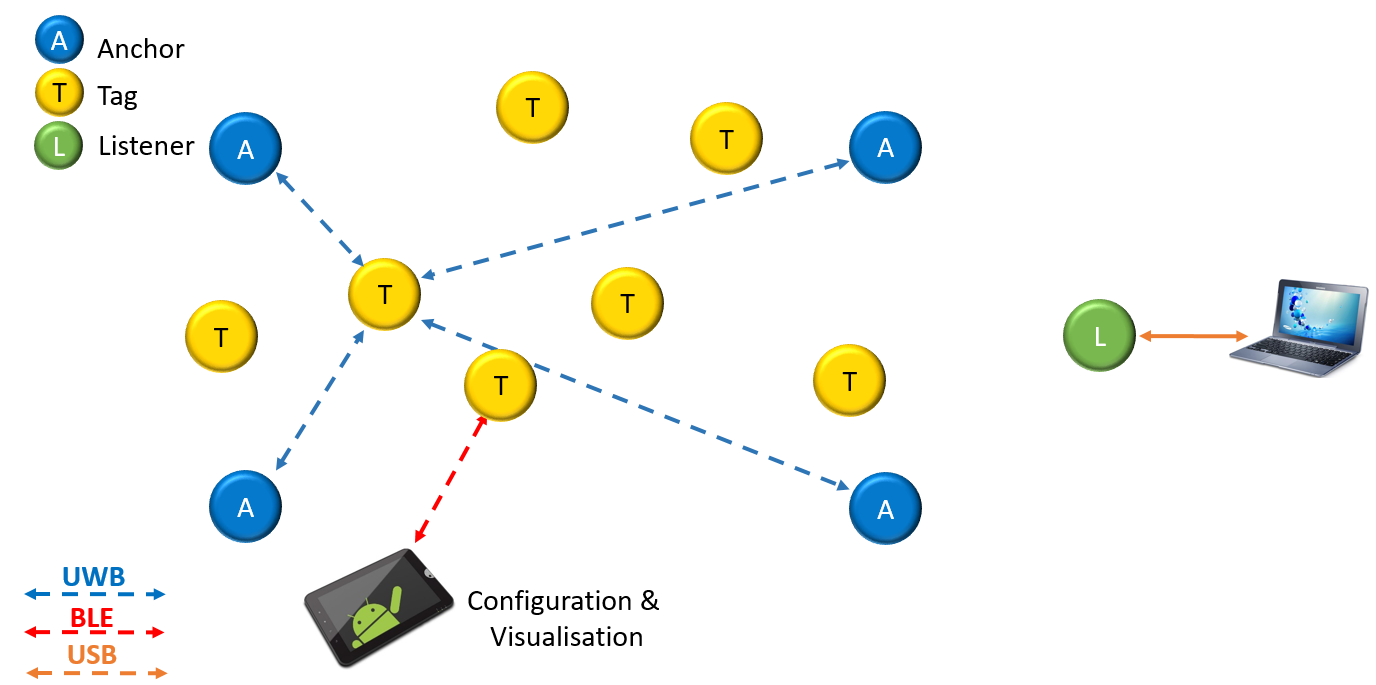 A Anchor
T Tag
L Listener
T
T
A
A
T
T
T
L
T
T
A
A
UWB
BLE
USB
Configuration &
Visualisation